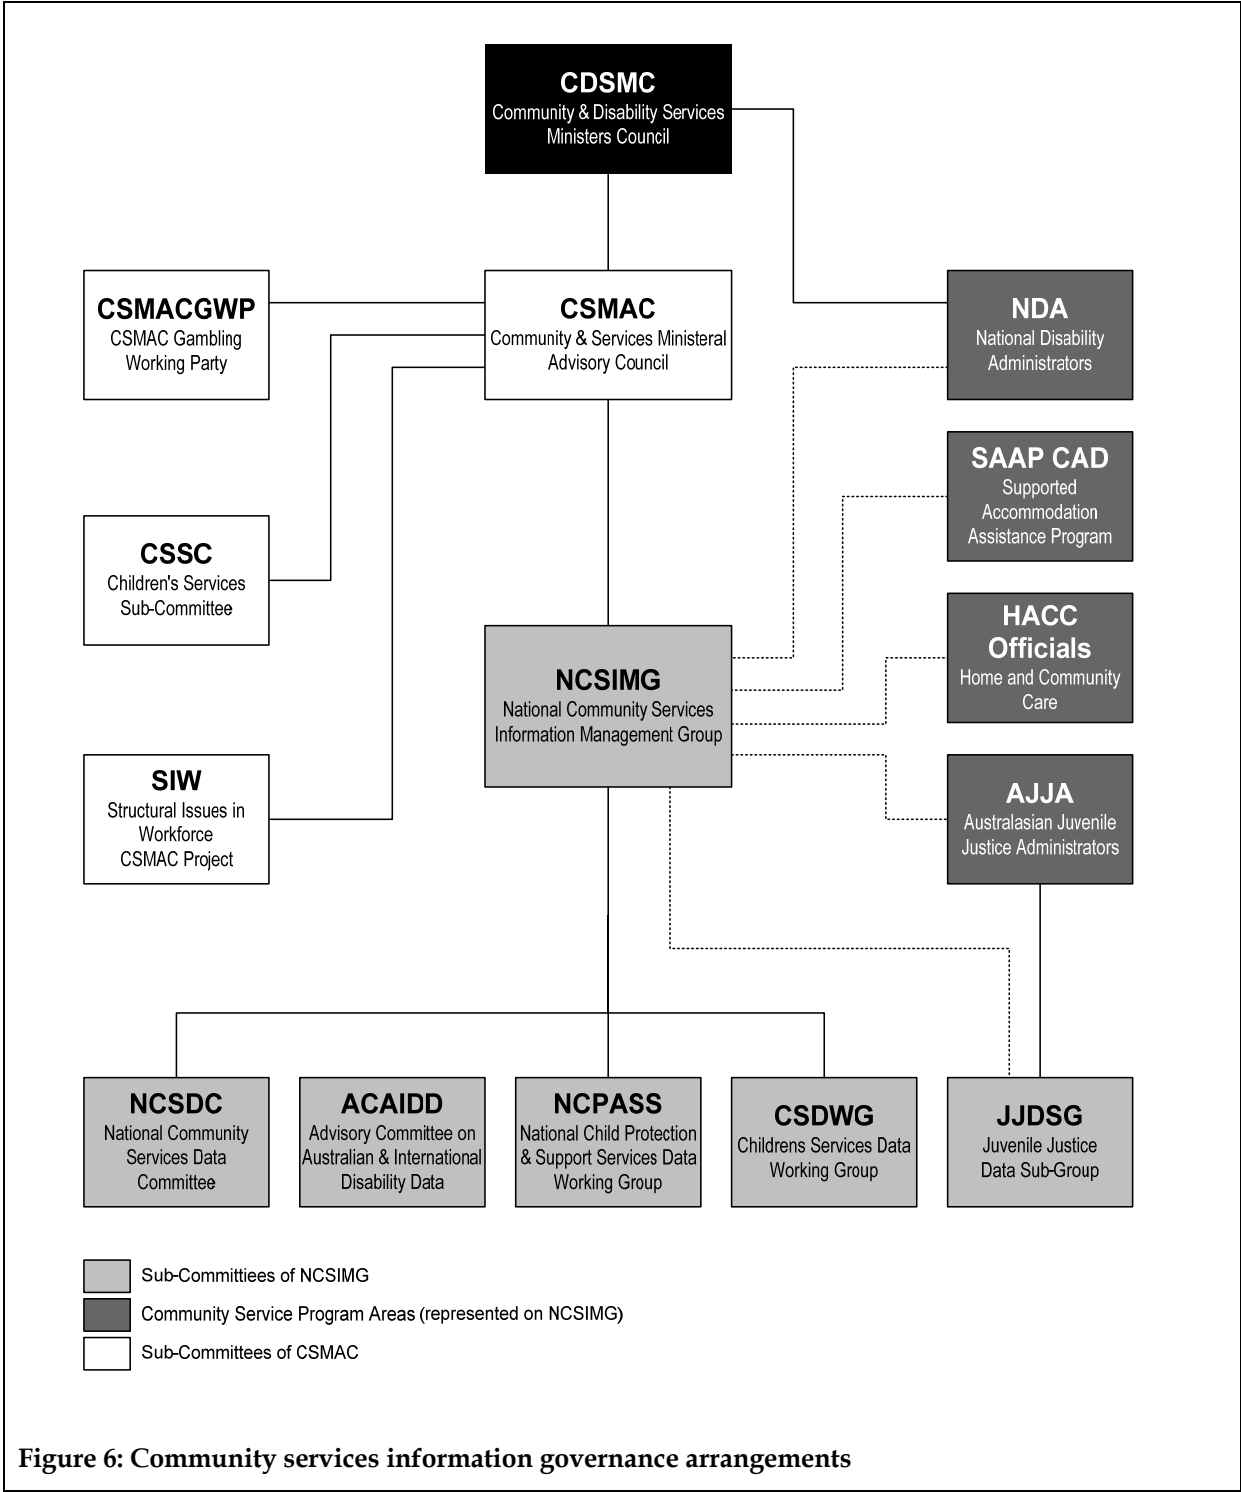 CDSMC
Community & Disability Services
Ministers Council
CSMACGWP
CSMAC Gambling
Working Party
CSMAC
Community & Services Ministeral
Advisory Council
NDA
National Disability
Administrators
SAAP CAD
Supported
Accommodation
Assistance Program
CSSC
Children's Services
Sub-Committee
HACC
Officials
Home and Community
Care
NCSIMG
National Community Services
Information Management Group
SIW
Structural Issues in
Workforce
CSMAC Project
AJJA
Australasian Juvenile
Justice Administrators
NCSDC
National Community
Services Data
Committee
ACAIDD
Advisory Committee on
Australian & International
Disability Data
NCPASS
National Child Protection
& Support Services Data
Working Group
CSDWG
Childrens Services Data
Working Group
JJDSG
Juvenile Justice
Data Sub-Group
Sub-Committiees of NCSIMG
Community Service Program Areas (represented on NCSIMG)
Sub-Committees of CSMAC
Figure 6: Community services information governance arrangements